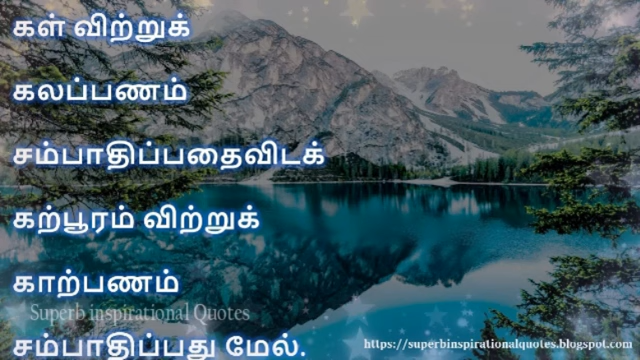 கள் விற்றுக்
கலப்பணம்
சம்பாதிப்பதைவிடக்
கற்பூரம் விற்றுக்
காற்பணம்
Superb inspirational Quotes
சம்பாதிப்பது மேல்.
https://superbinspirationalquotes.blogspot.com